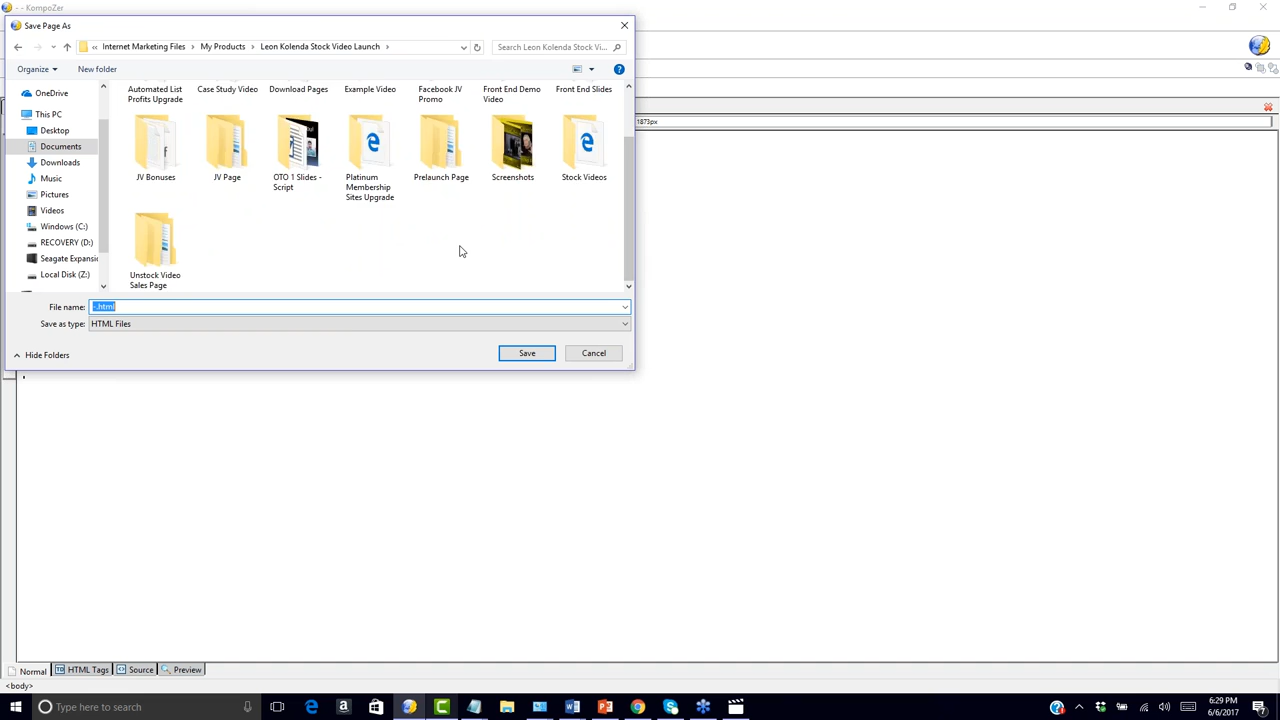 - - KompoZer
Save Page As
« Internet Marketing Files > My Products > Leon Kolenda Stock Video Launch >
Search Leon Kolenda Stock Vi...
Organize
New folder
OneDrive
This PC
Desktop
Documents
Downloads
Music
Pictures
Videos
Windows (C:)
RECOVERY (D:)
Seagate Expansi
Local Disk (Z:)
Automated List
Profits Upgrade
Case Study Video
Download Pages
Example Video
Facebook JV
Promo
Front End Demo
Video
Front End Slides
JV Bonuses
JV Page
OTO 1 Slides -
Script
Platinum
Membership
Sites Upgrade
Prelaunch Page
Screenshots
Stock Videos
Unstock Video
Sales Page
File name: -.html
Save as type: HTML Files
Hide Folders
Save
Cancel
1873px
Normal
HTML Tags
Source
Preview
<body>
Type here to search
6:29 PM
6/6/2017